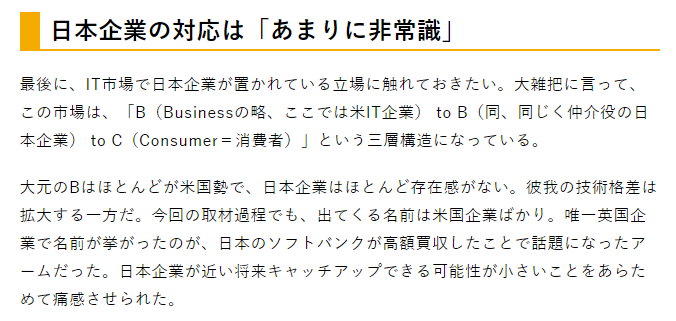 日本企業の対応は「あまりに非常識」
最後に、IT市場で日本企業が置かれている立場に触れておきたい。大雑把に言って、
この市場は、「B（Businessの略、ここでは米IT企業） to B（同、同じく仲介役の日
本企業） to C（Consumer＝消費者）」という三層構造になっている。
大元のBはほとんどが米国勢で、日本企業はほとんど存在感がない。彼我の技術格差は
拡大する一方だ。今回の取材過程でも、出てくる名前は米国企業ばかり。唯一英国企
業で名前が挙がったのが、日本のソフトバンクが高額買収したことで話題になったア
ームだった。日本企業が近い将来キャッチアップできる可能性が小さいことをあらた
めて痛感させられた。